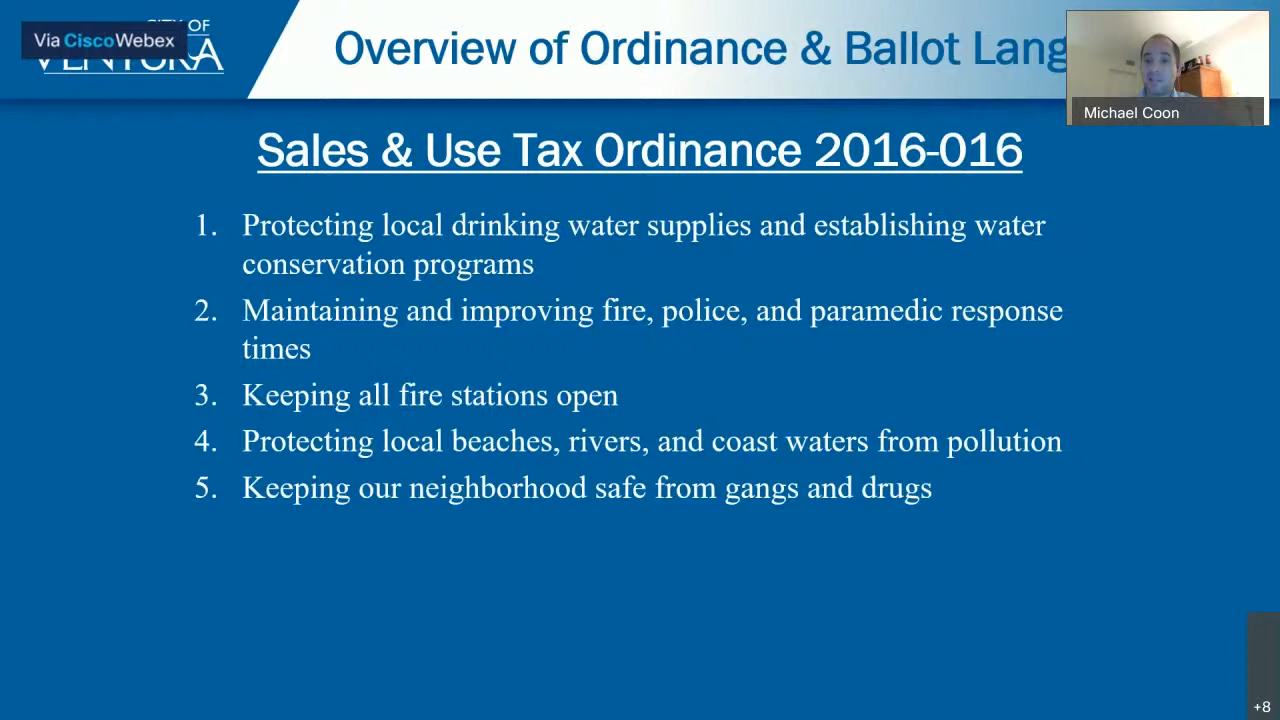 CITY OF
Via CiscoWebex
VENTURA
Overview of Ordinance & Ballot Lang
Michael Coon
Sales & Use Tax Ordinance 2016-016
1. Protecting local drinking water supplies and establishing water
conservation programs
2. Maintaining and improving fire, police, and paramedic response
times
3. Keeping all fire stations open
4. Protecting local beaches, rivers, and coast waters from pollution
5. Keeping our neighborhood safe from gangs and drugs
+8